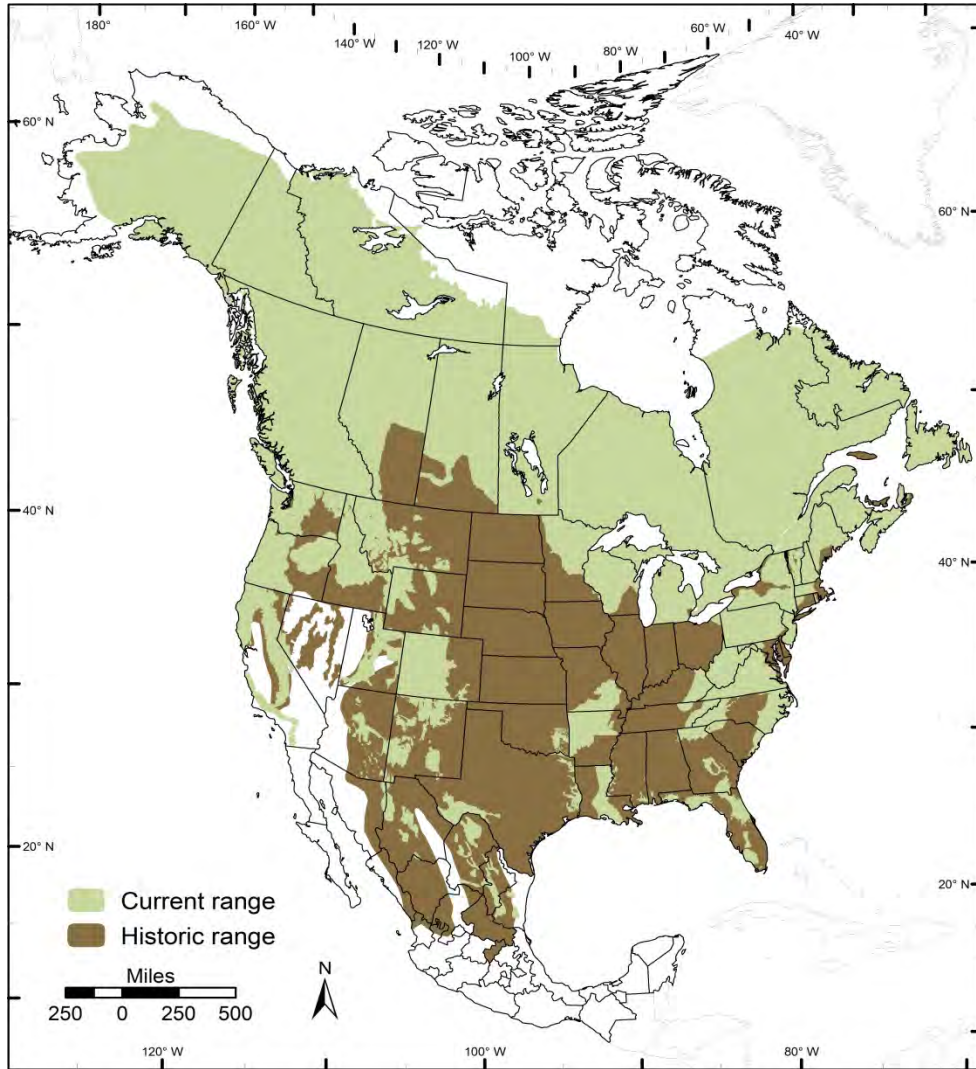 180°
160° W
140° W
120° W
100° W
80° W
60° W
40° W
60° N
60° N
40° N
40° N
20° N
20° N
Current range
Historic range
Miles
N
250 0 250 500
120° W
100° W
80° W